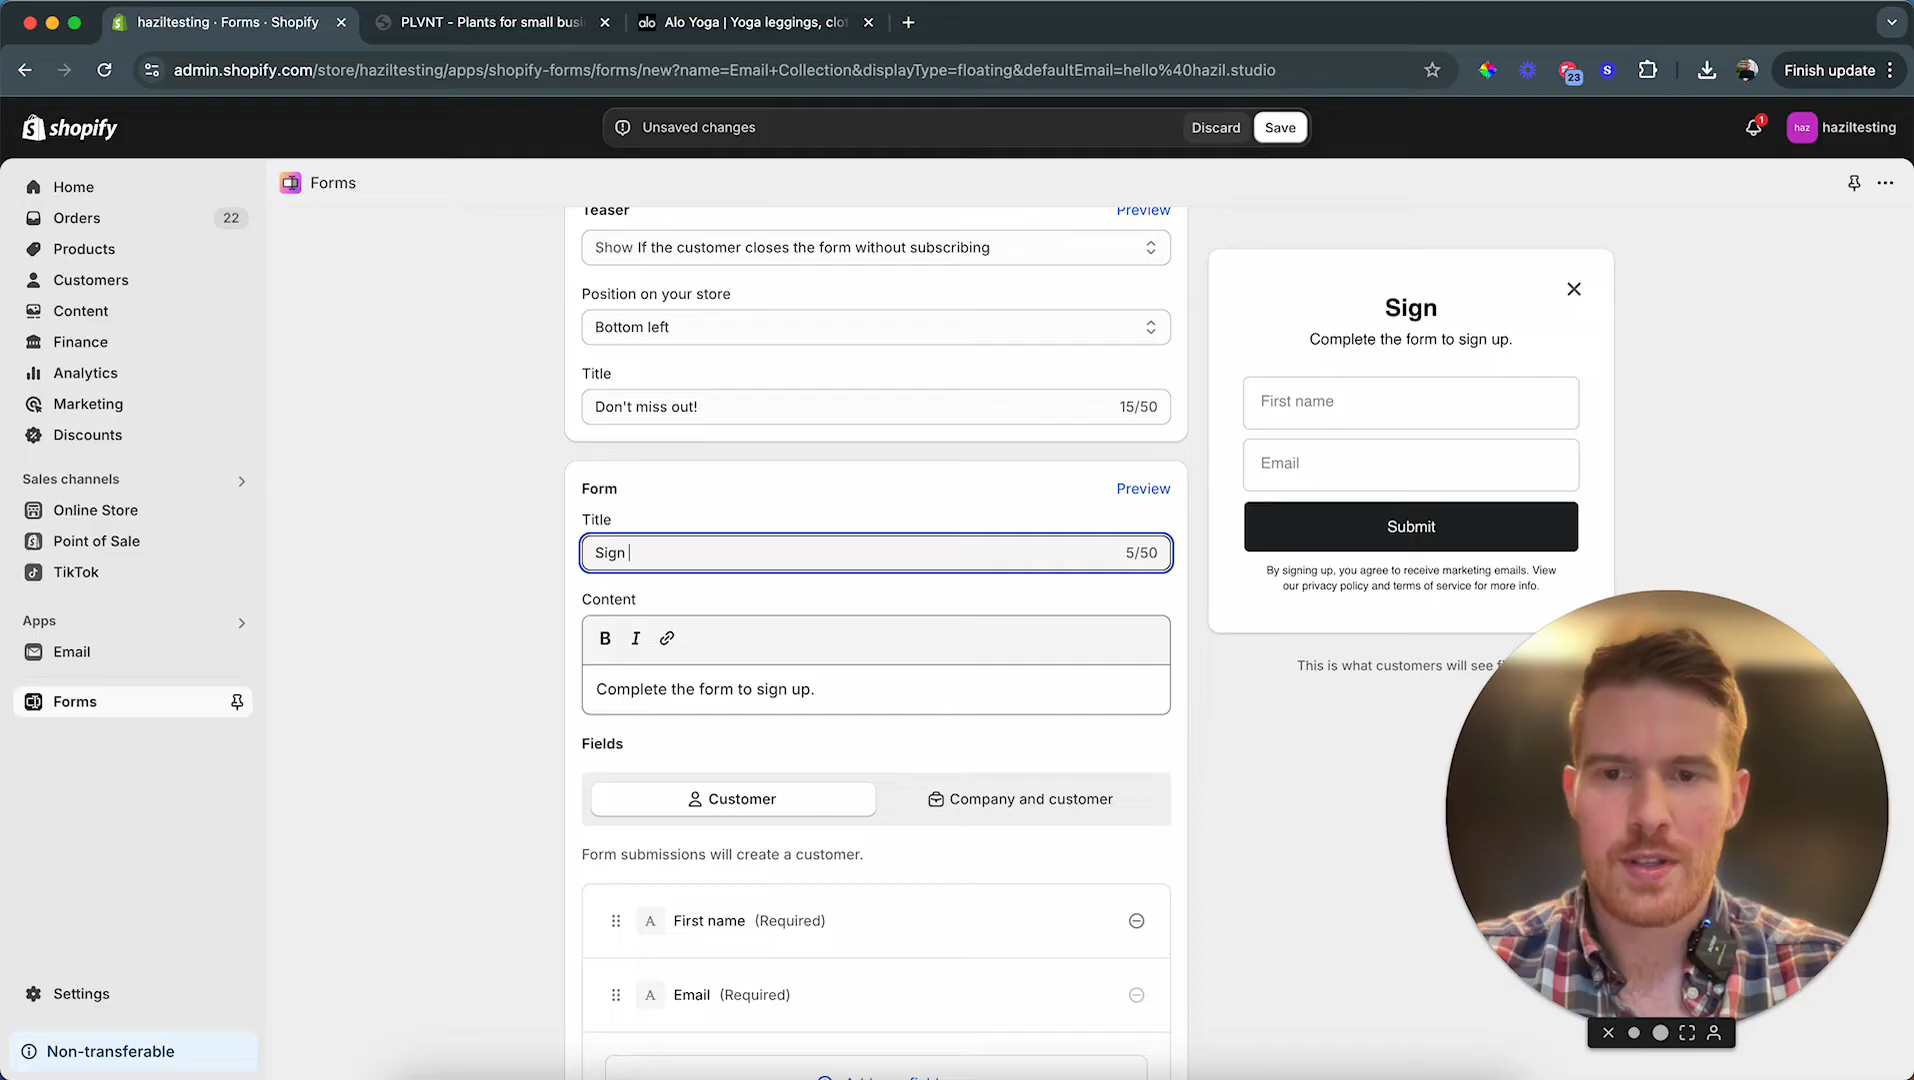 haziltesting · Forms · Shopify
PLVNT - Plants for small busi
alo
Alo Yoga | Yoga leggings, clot
admin.shopify.com/store/haziltesting/apps/shopify-forms/forms/new?name=Email+Collection&displayType=floating&defaultEmail=hello%40hazil.studio
23
S
Finish update
shopify
Unsaved changes
Discard
Save
1
haz
haziltesting
Home
Orders
22
Products
Customers
Content
Finance
Analytics
Marketing
Discounts
Sales channels
Online Store
Point of Sale
TikTok
Apps
Email
Forms
Settings
Non-transferable
Forms
Teaser
Preview
Show If the customer closes the form without subscribing
Position on your store
Bottom left
Title
Don't miss out!
15/50
Form
Preview
Title
Sign
5/50
Content
B I
Complete the form to sign up.
Fields
Customer
Company and customer
Form submissions will create a customer.
A First name (Required)
A Email (Required)
Sign
Complete the form to sign up.
First name
Email
Submit
By signing up, you agree to receive marketing emails. View
our privacy policy and terms of service for more info.
This is what customers will see